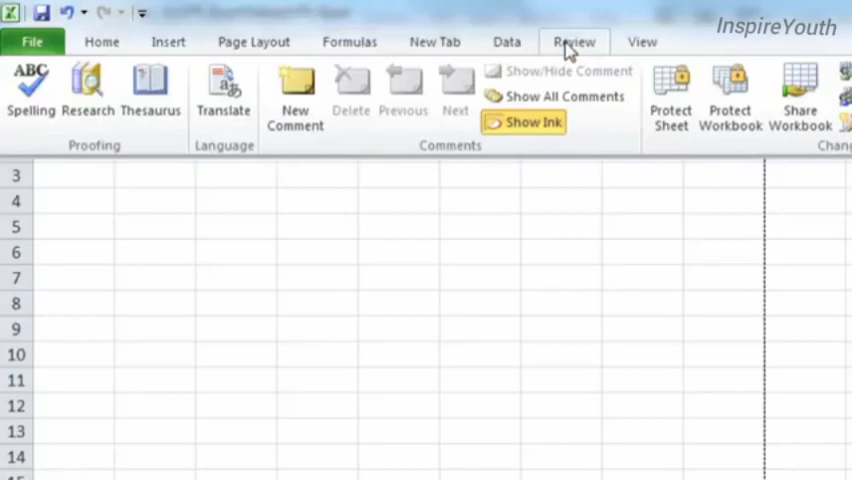 InspireYouth
File Home Insert Page Layout Formulas New Tab Data Review View
ABC Show/Hide Comment
Show All Comments
Show Ink
Spelling Research Thesaurus Translate New Comment Delete Previous Next Protect Sheet Protect Workbook Share Workbook
Proofing Language Comments Chang
3
4
5
6
7
8
9
10
11
12
13
14